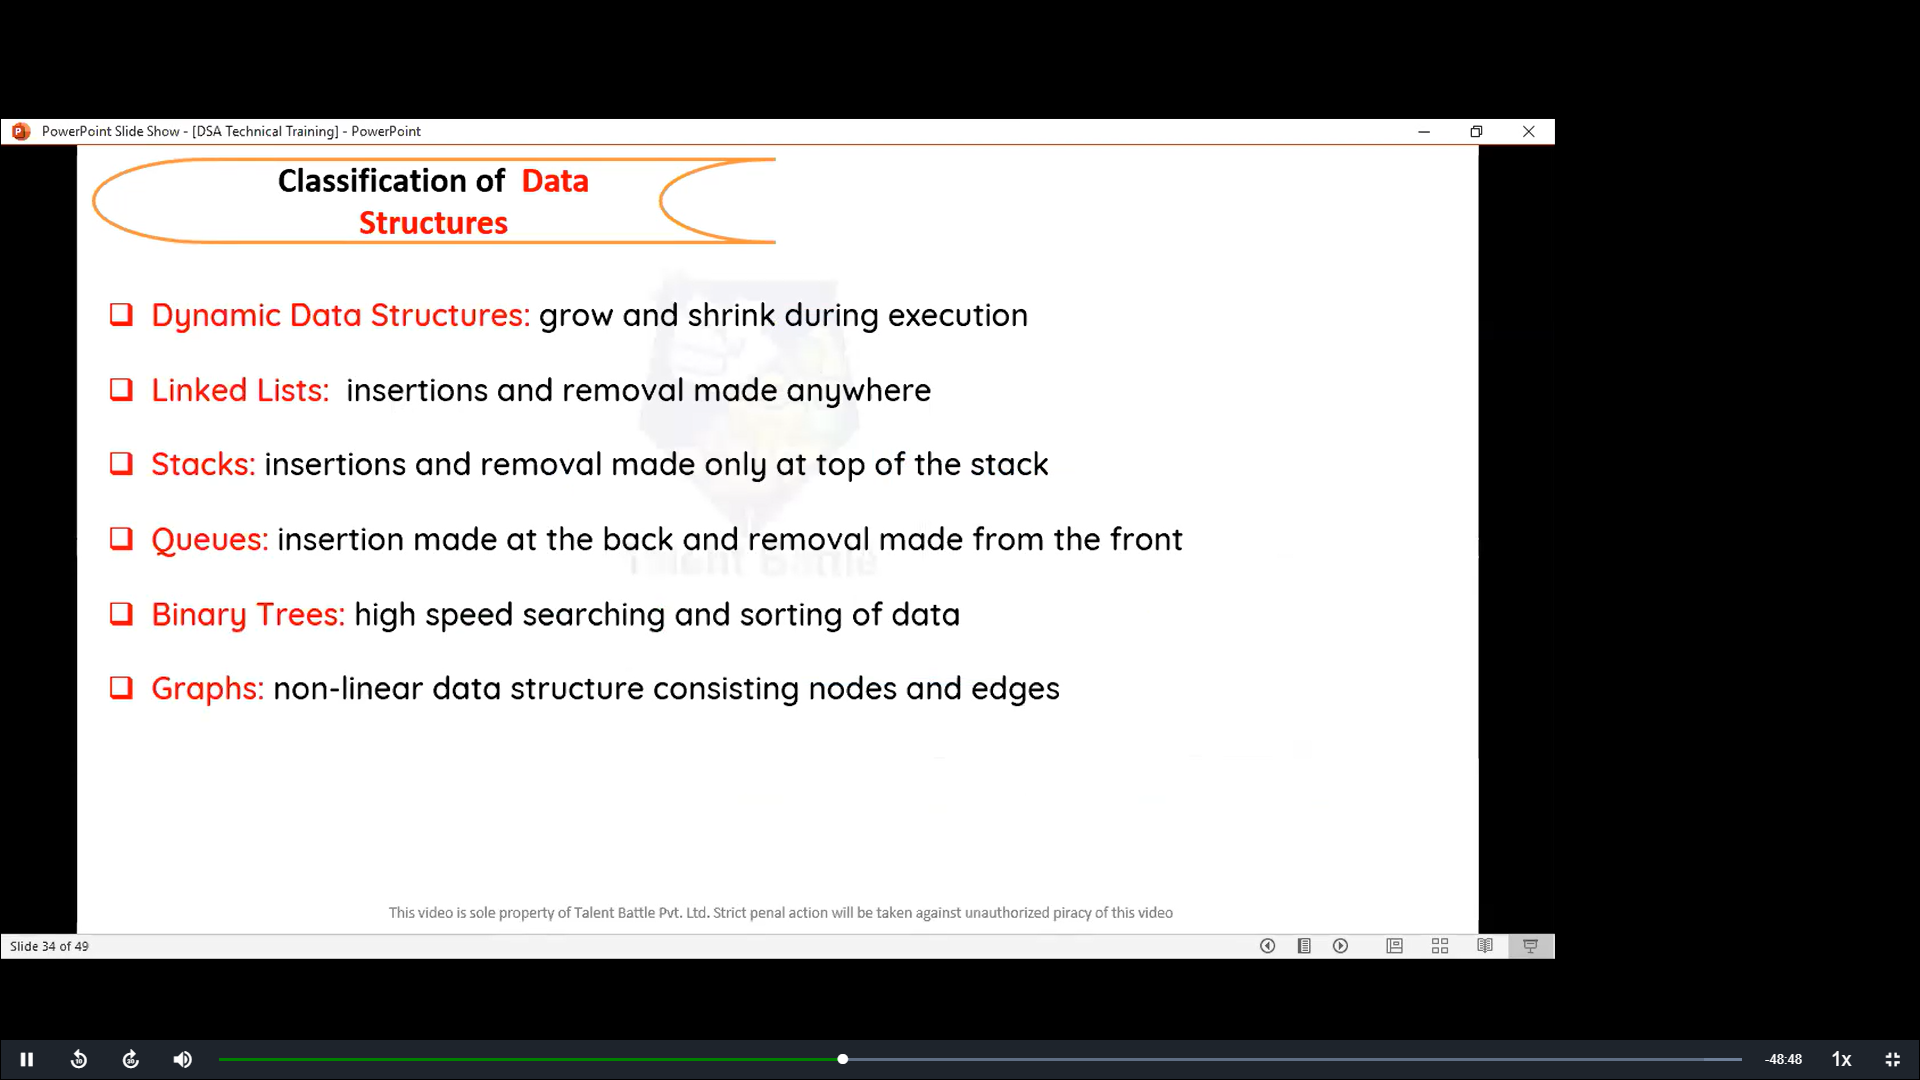 PowerPoint Slide Show - [DSA Technical Training] - PowerPoint
Classification of Data
Structures
Dynamic Data Structures: grow and shrink during execution
Linked Lists: insertions and removal made anywhere
Stacks: insertions and removal made only at top of the stack
Queues: insertion made at the back and removal made from the front
Talent Battle
Binary Trees: high speed searching and sorting of data
Graphs: non-linear data structure consisting nodes and edges
This video is sole property of Talent Battle Pvt. Ltd. Strict penal action will be taken against unauthorized piracy of this video
Slide 34 of 49
10
30
-48:48
1x